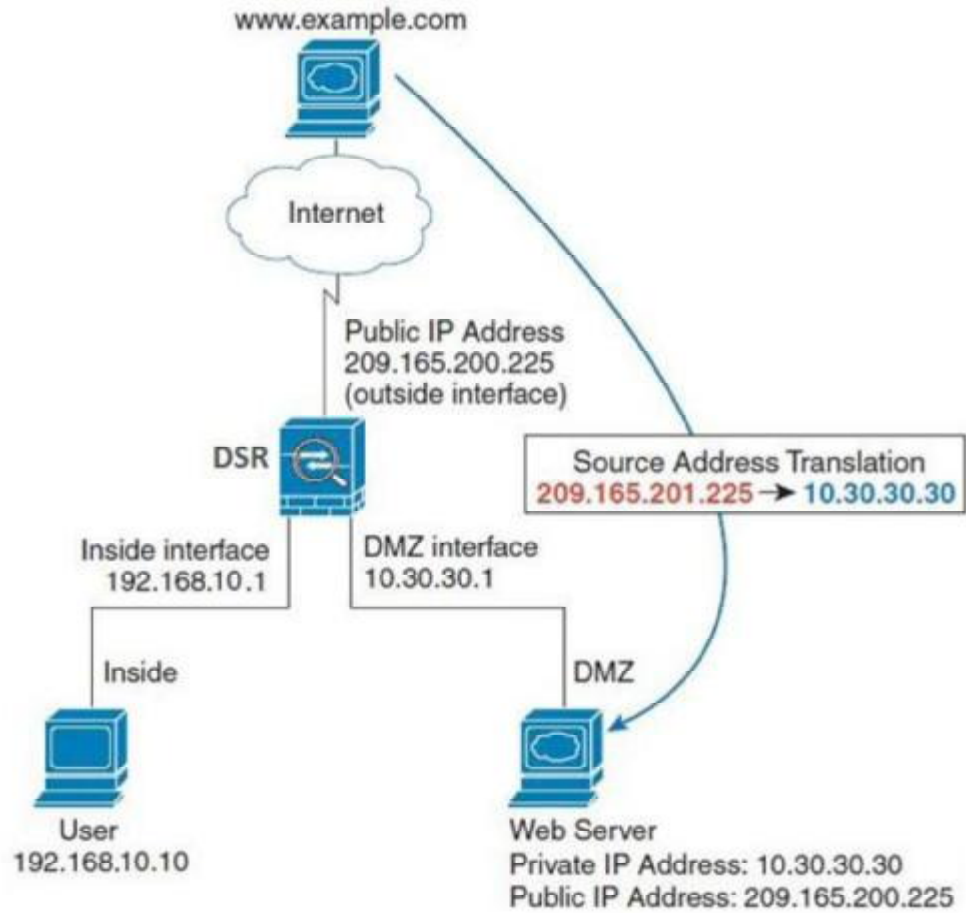 www.example.com
Internet
Public IP Address
209.165.200.225
(outside interface)
DSR
Source Address Translation
209.165.201.225 → 10.30.30.30
Inside interface
192.168.10.1
DMZ interface
10.30.30.1
Inside
DMZ
User
192.168.10.10
Web Server
Private IP Address: 10.30.30.30
Public IP Address: 209.165.200.225